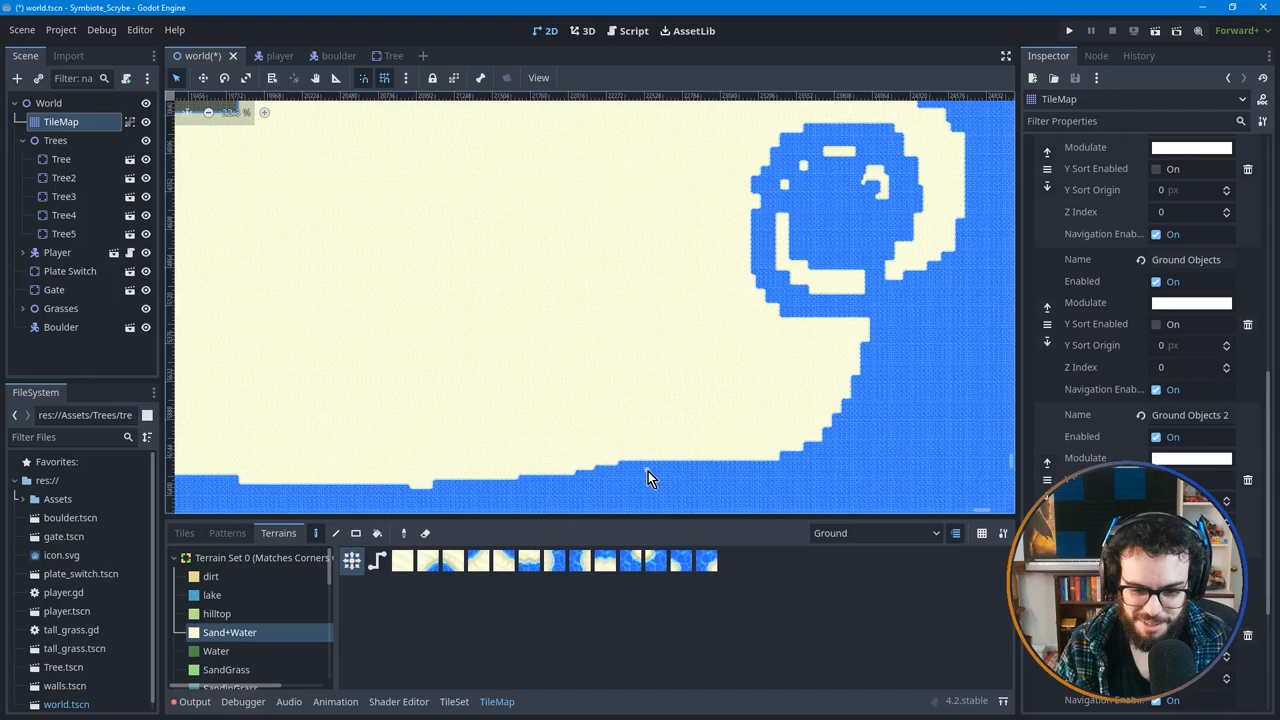 (*) world.tscn - Symbiote_Scrybe - Godot Engine
Scene Project Debug Editor Help
2D 3D Script AssetLib
Forward+
Scene Import
world(*) player boulder Tree
Inspector Node History
Filter: na
View
World
TileMap
Trees
Tree
Tree2
Tree3
Tree4
Tree5
Player
Plate Switch
Gate
Grasses
Boulder
TileMap
Filter Properties
Modulate
Y Sort Enabled On
Y Sort Origin 0 px
Z Index 0
Navigation Enab... On
Name Ground Objects
Enabled On
Modulate
Y Sort Enabled On
Y Sort Origin 0 px
Z Index 0
Navigation Enab... On
Name Ground Objects 2
Enabled On
Modulate
On
FileSystem
res://Assets/Trees/tre
Filter Files
Favorites:
res://
Assets
boulder.tscn
gate.tscn
icon.svg
plate_switch.tscn
player.gd
player.tscn
tall_grass.gd
tall_grass.tscn
Tree.tscn
walls.tscn
world.tscn
Tiles Patterns Terrains
Ground
Terrain Set 0 (Matches Corners
dirt
lake
hilltop
Sand+Water
Water
SandGrass
Output Debugger Audio Animation Shader Editor TileSet TileMap
4.2.stable